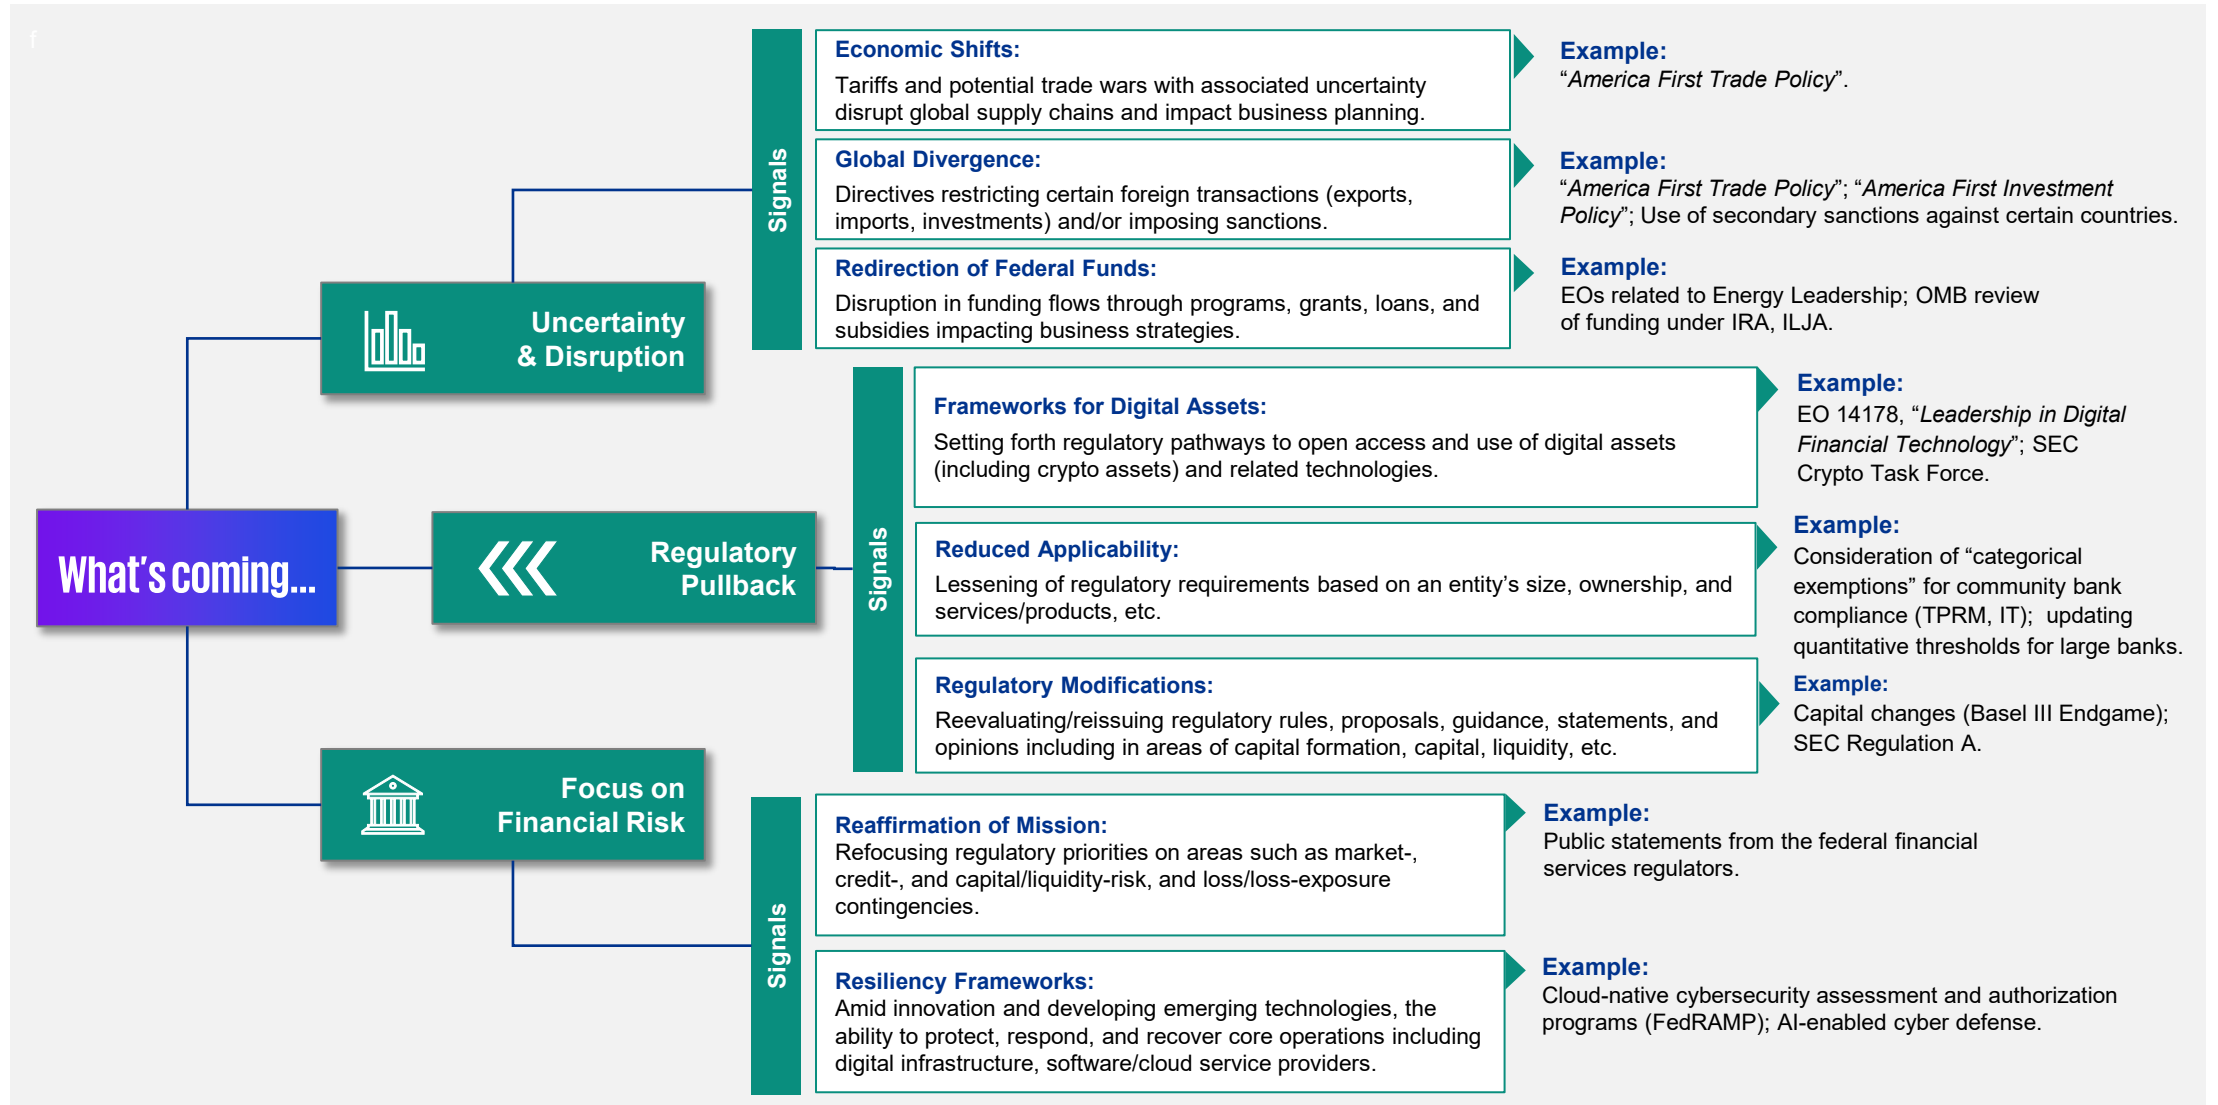 f
What's coming...
Uncertainty
& Disruption
Signals
Economic Shifts:
Tariffs and potential trade wars with associated uncertainty
disrupt global supply chains and impact business planning.
Example:
“America First Trade Policy”.
Global Divergence:
Directives restricting certain foreign transactions (exports,
imports, investments) and/or imposing sanctions.
Example:
“America First Trade Policy”; “America First Investment
Policy”; Use of secondary sanctions against certain countries.
Redirection of Federal Funds:
Disruption in funding flows through programs, grants, loans, and
subsidies impacting business strategies.
Example:
EOs related to Energy Leadership; OMB review
of funding under IRA, ILJA.
Regulatory
Pullback
Signals
Frameworks for Digital Assets:
Setting forth regulatory pathways to open access and use of digital assets
(including crypto assets) and related technologies.
Example:
EO 14178, “Leadership in Digital
Financial Technology”; SEC
Crypto Task Force.
Reduced Applicability:
Lessening of regulatory requirements based on an entity’s size, ownership, and
services/products, etc.
Example:
Consideration of “categorical
exemptions” for community bank
compliance (TPRM, IT);  updating
quantitative thresholds for large banks.
Regulatory Modifications:
Reevaluating/reissuing regulatory rules, proposals, guidance, statements, and
opinions including in areas of capital formation, capital, liquidity, etc.
Example:
Capital changes (Basel III Endgame);
SEC Regulation A.
Focus on
Financial Risk
Signals
Reaffirmation of Mission:
Refocusing regulatory priorities on areas such as market-,
credit-, and capital/liquidity-risk, and loss/loss-exposure
contingencies.
Example:
Public statements from the federal financial
services regulators.
Resiliency Frameworks:
Amid innovation and developing emerging technologies, the
ability to protect, respond, and recover core operations including
digital infrastructure, software/cloud service providers.
Example:
Cloud-native cybersecurity assessment and authorization
programs (FedRAMP); AI-enabled cyber defense.